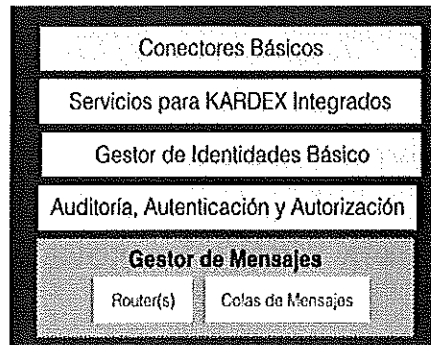 Conectores Básicos
Servicios para KARDEX Integrados
Gestor de Identidades Básico
Auditoría, Autenticación y Autorización
Gestor de Mensajes
Router(s) Colas de Mensajes